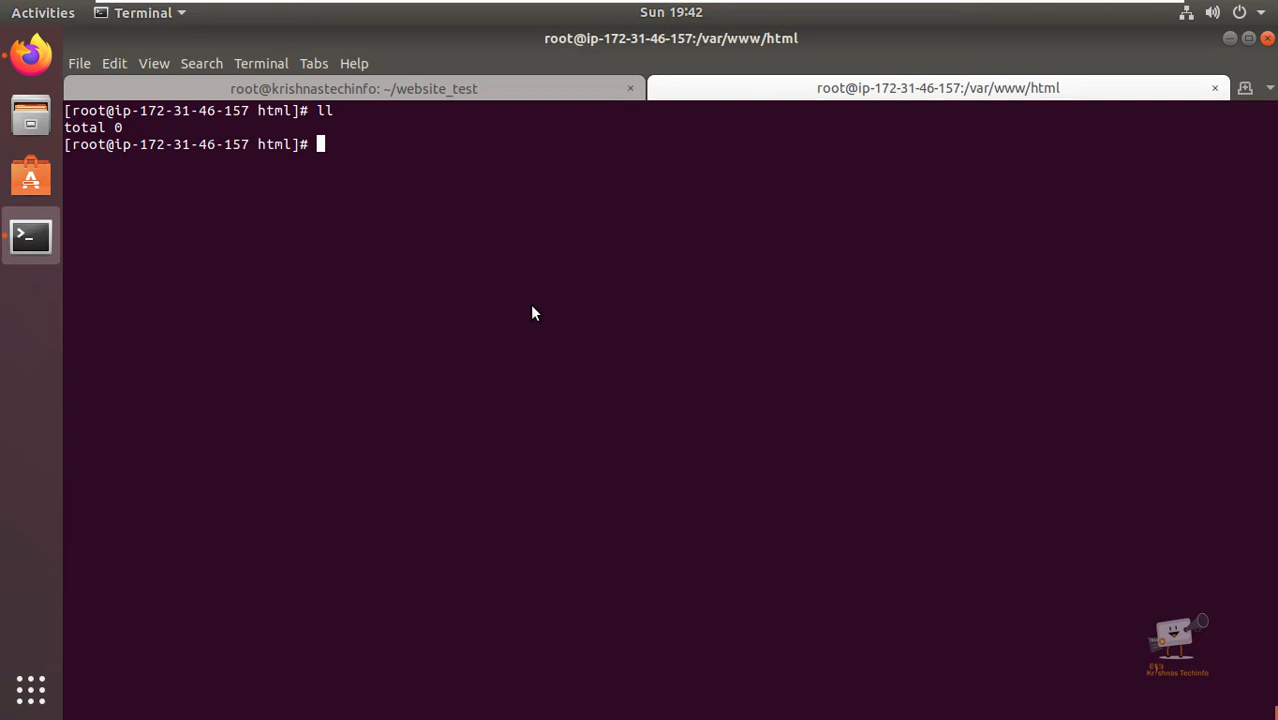 Activities
Terminal
Sun 19:42
root@ip-172-31-46-157:/var/www/html
File Edit View Search Terminal Tabs Help
root@krishnastechinfo: ~/website_test
root@ip-172-31-46-157:/var/www/html
[root@ip-172-31-46-157 html]# ll
total 0
[root@ip-172-31-46-157 html]#
Krishnas Techinfo